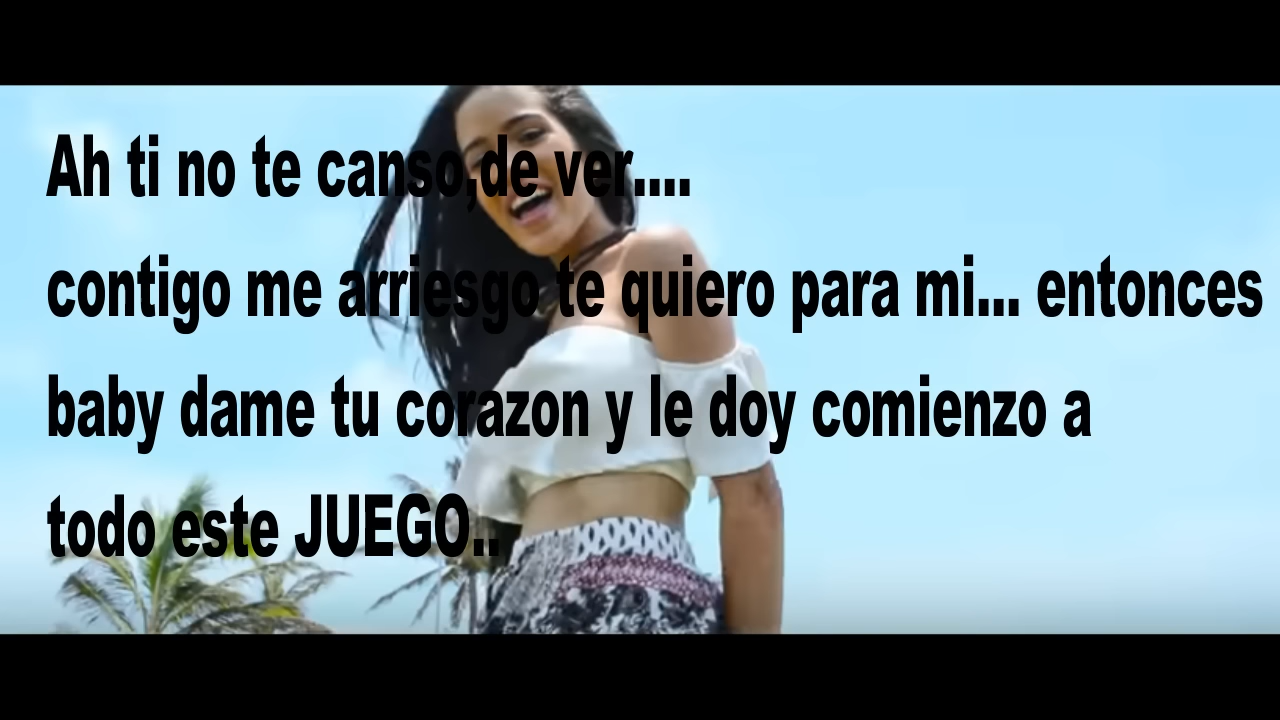 Ah ti no te canso,de ver....
contigo me arriesgo te quiero para mi... entonces
baby dame tu corazon y le doy comienzo a
todo este JUEGO..